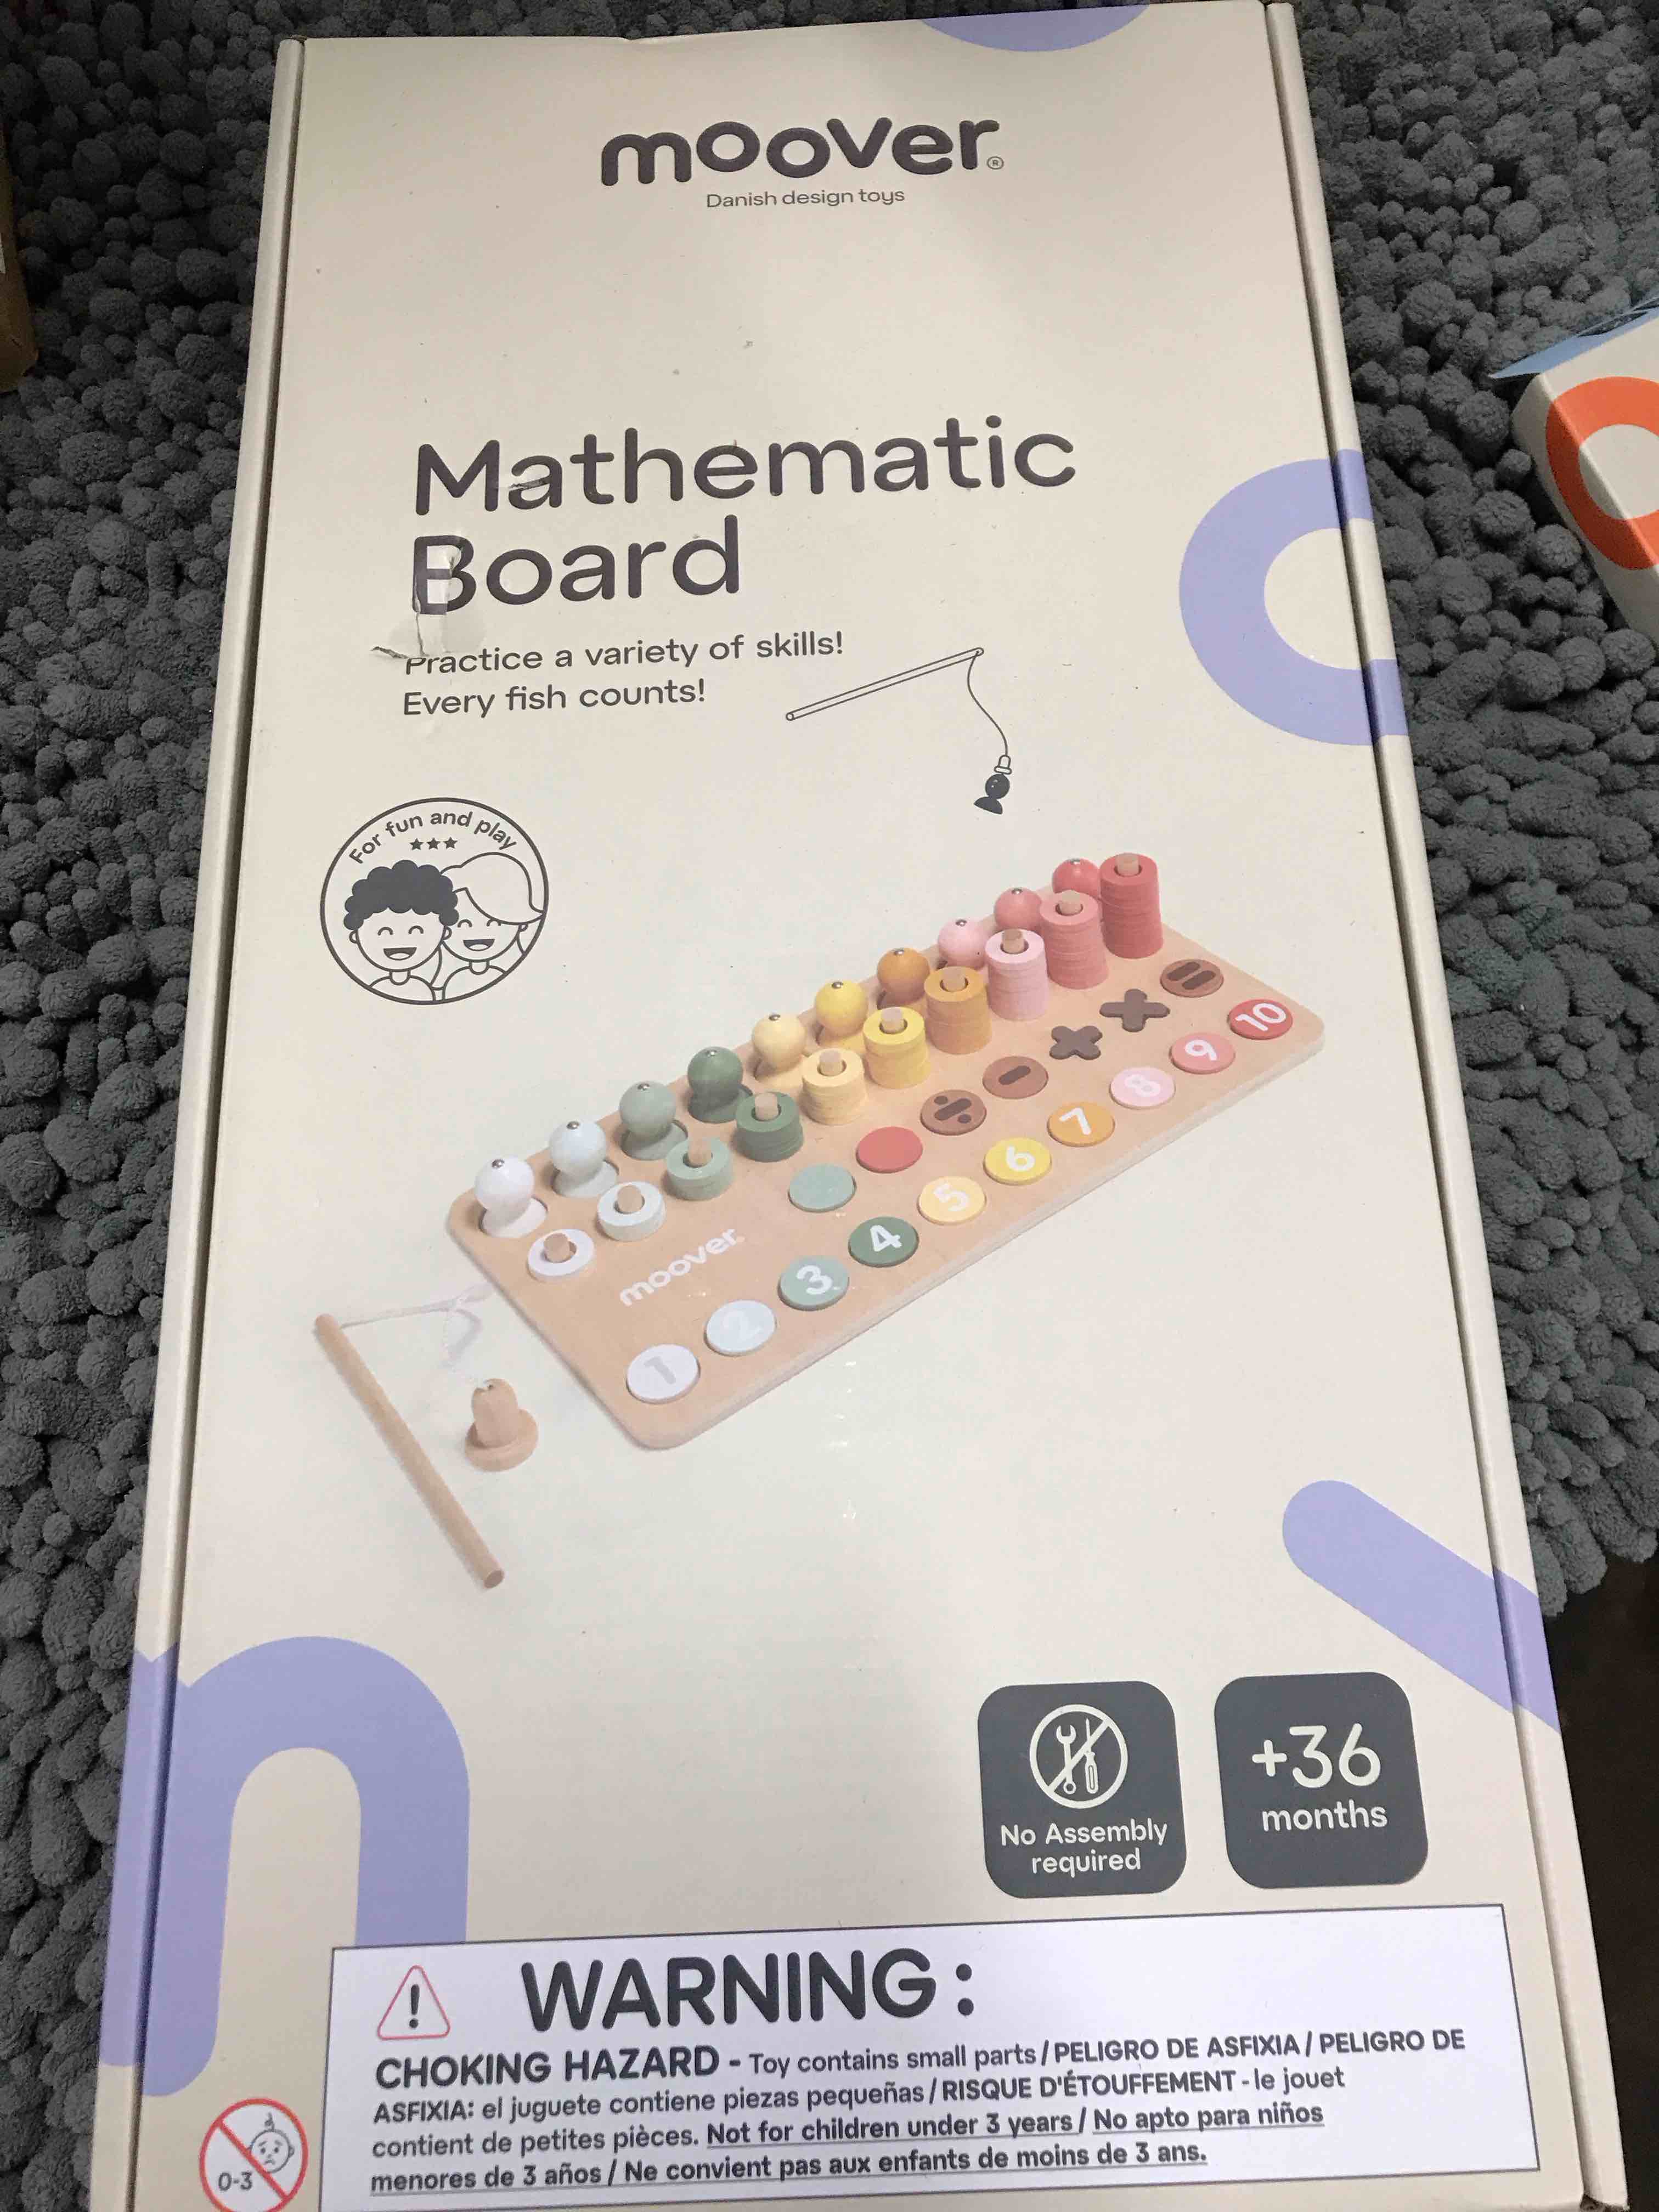 moover®
Danish design toys
Mathematic
Board
Practice a variety of skills!
Every fish counts!
For fun and play
10
9
8
7
6
5
4
3
2
1
moover
No Assembly
required
+36
months
WARNING:
CHOKING HAZARD - Toy contains small parts / PELIGRO DE ASFIXIA / PELIGRO DE
ASFIXIA: el juguete contiene piezas pequeñas / RISQUE D'ÉTOUFFEMENT - le jouet
contient de petites pièces. Not for children under 3 years / No apto para niños
menores de 3 años / Ne convient pas aux enfants de moins de 3 ans.
0-3